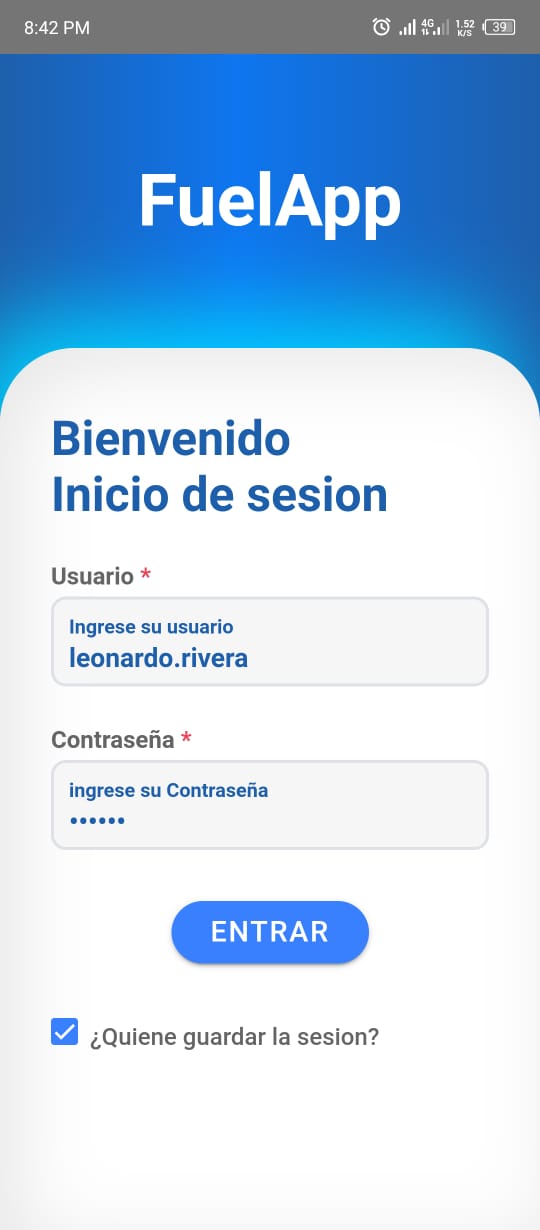 8:42 PM 4G 1.52 K/S 39
FuelApp
Bienvenido
Inicio de sesion
Usuario *
Ingrese su usuario
leonardo.rivera
Contraseña *
ingrese su Contraseña
••••••
ENTRAR
¿Quiene guardar la sesion?